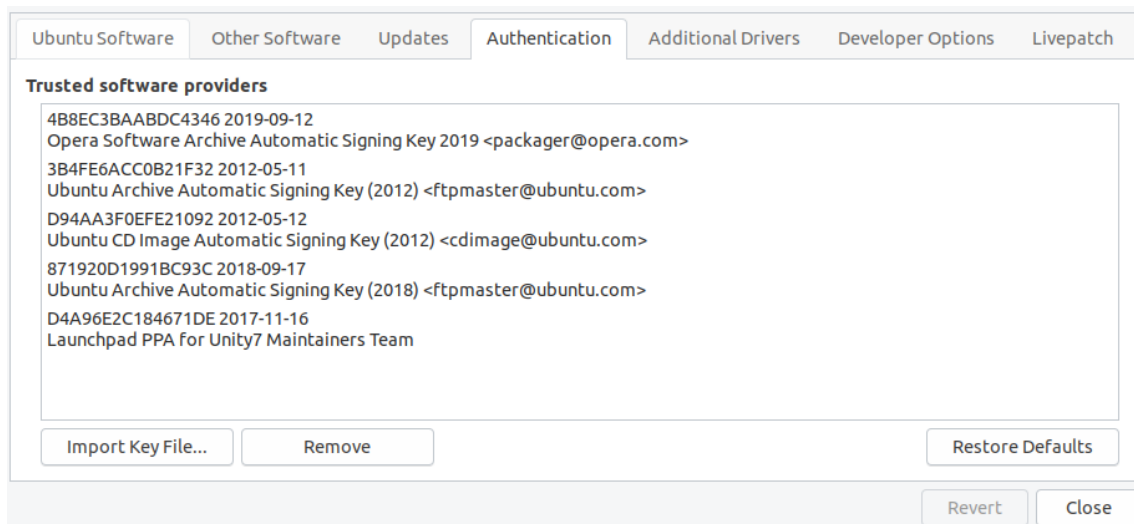 Ubuntu Software Other Software Updates Authentication Additional Drivers Developer Options Livepatch
Trusted software providers
4B8EC3BAABDC4346 2019-09-12
Opera Software Archive Automatic Signing Key 2019 <packager@opera.com>
3B4FE6ACC0B21F32 2012-05-11
Ubuntu Archive Automatic Signing Key (2012) <ftpmaster@ubuntu.com>
D94AA3F0EFE21092 2012-05-12
Ubuntu CD Image Automatic Signing Key (2012) <cdimage@ubuntu.com>
871920D1991BC93C 2018-09-17
Ubuntu Archive Automatic Signing Key (2018) <ftpmaster@ubuntu.com>
D4A96E2C184671DE 2017-11-16
Launchpad PPA for Unity7 Maintainers Team
Import Key File... Remove Restore Defaults
Revert Close